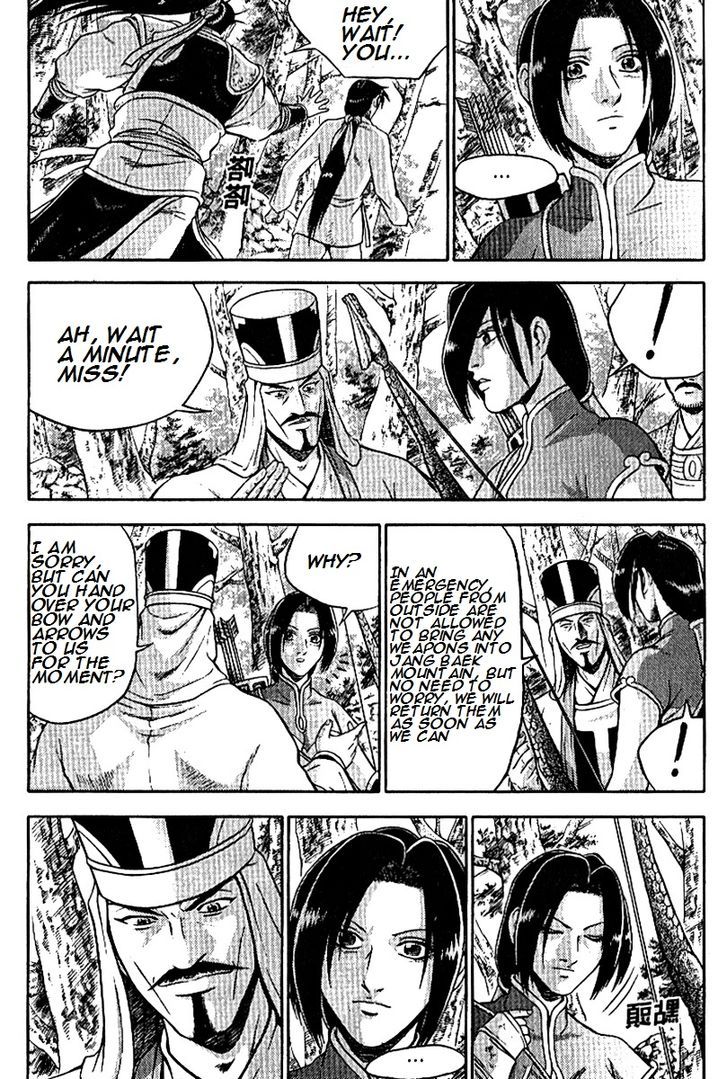 HEY,
WAIT!
YOU...
...
AH, WAIT
A MINUTE,
MISS!
!
I AM
SORRY,
BUT CAN
YOU HAND
OVER YOUR
BOW AND
ARROWS
TO US
FOR THE
MOMENT?
WHY?
IN AN
EMERGENCY,
PEOPLE FROM
OUTSIDE ARE
NOT ALLOWED
TO BRING ANY
WEAPONS INTO
JANG BAEK
MOUNTAIN, BUT
NO NEED TO
WORRY, WE WILL
RETURN THEM
AS SOON AS
WE CAN
!
...